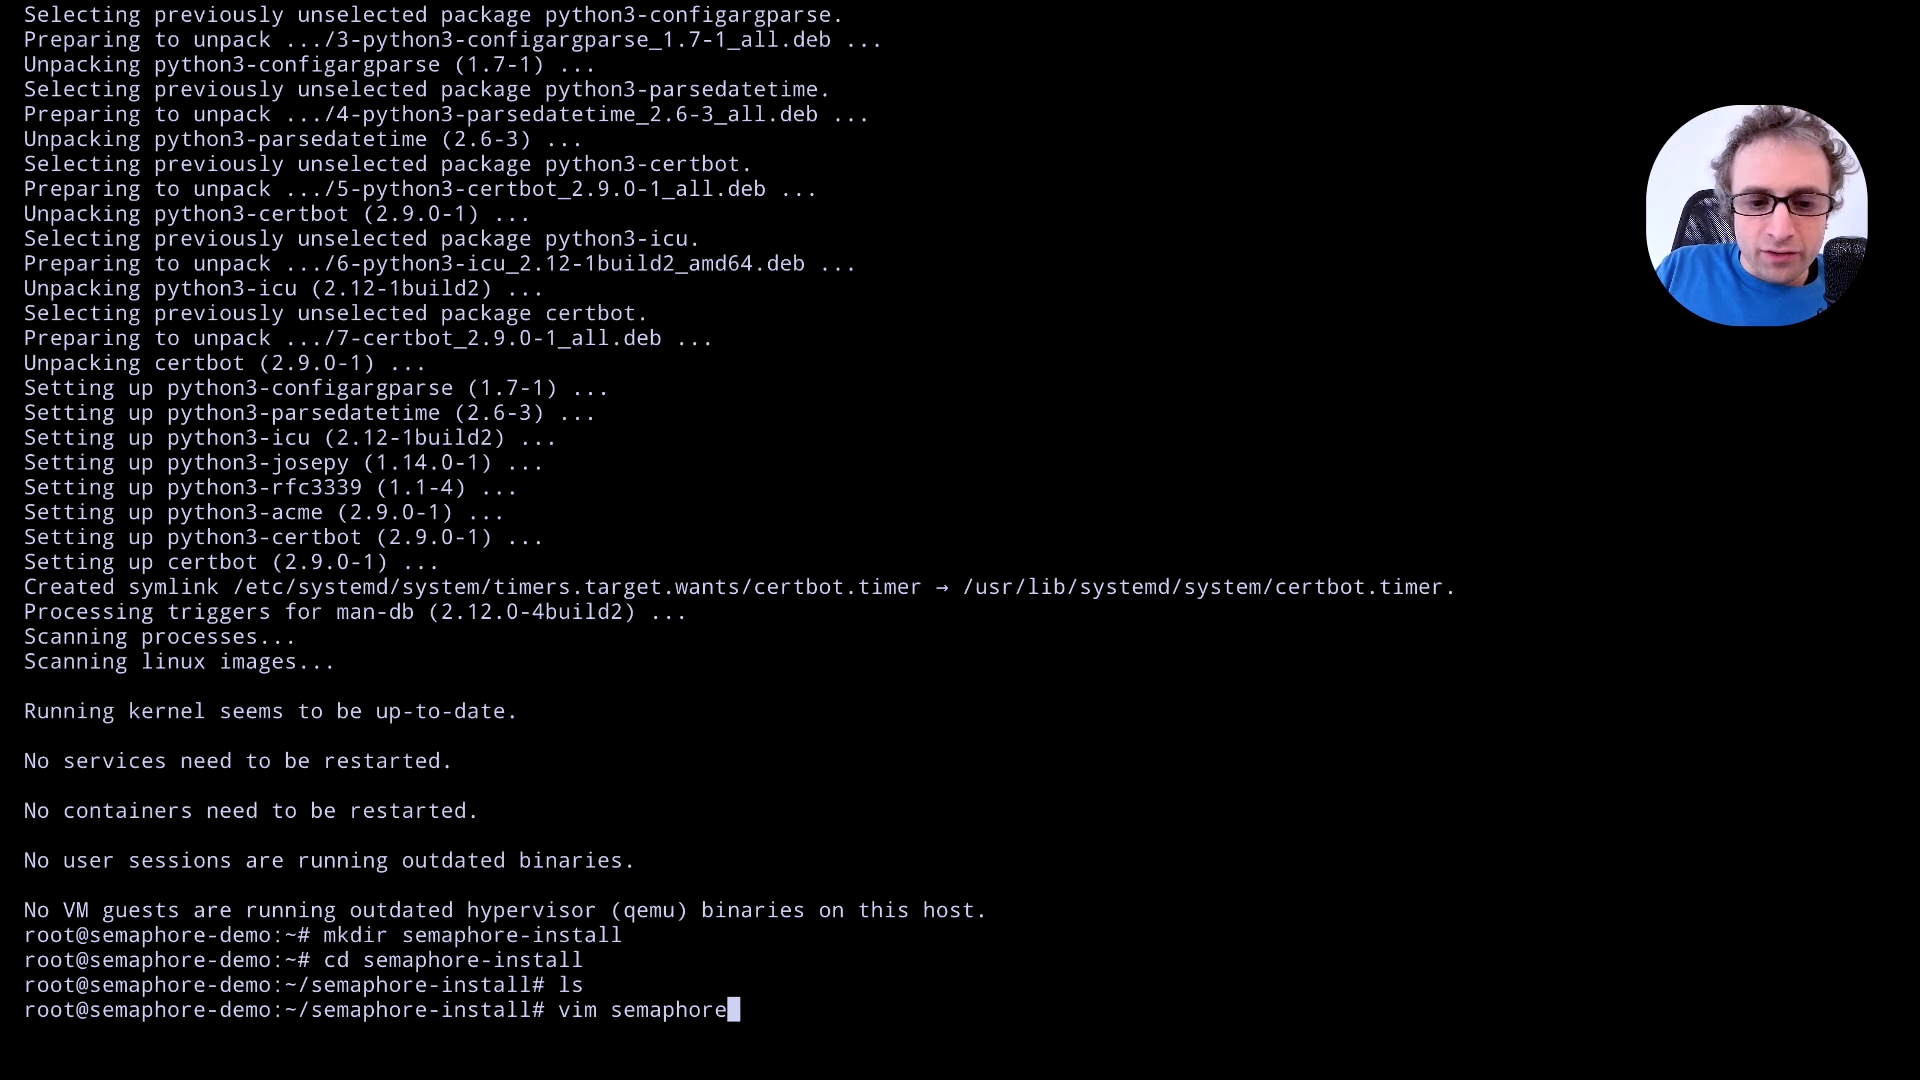 Selecting previously unselected package python3-configargparse.
Preparing to unpack .../3-python3-configargparse_1.7-1_all.deb ...
Unpacking python3-configargparse (1.7-1) ...
Selecting previously unselected package python3-parsedatetime.
Preparing to unpack .../4-python3-parsedatetime_2.6-3_all.deb ...
Unpacking python3-parsedatetime (2.6-3) ...
Selecting previously unselected package python3-certbot.
Preparing to unpack .../5-python3-certbot_2.9.0-1_all.deb ...
Unpacking python3-certbot (2.9.0-1) ...
Selecting previously unselected package python3-icu.
Preparing to unpack .../6-python3-icu_2.12-1build2_amd64.deb ...
Unpacking python3-icu (2.12-1build2) ...
Selecting previously unselected package certbot.
Preparing to unpack .../7-certbot_2.9.0-1_all.deb ...
Unpacking certbot (2.9.0-1) ...
Setting up python3-configargparse (1.7-1) ...
Setting up python3-parsedatetime (2.6-3) ...
Setting up python3-icu (2.12-1build2) ...
Setting up python3-josepy (1.14.0-1) ...
Setting up python3-rfc3339 (1.1-4) ...
Setting up python3-acme (2.9.0-1) ...
Setting up python3-certbot (2.9.0-1) ...
Setting up certbot (2.9.0-1) ...
Created symlink /etc/systemd/system/timers.target.wants/certbot.timer → /usr/lib/systemd/system/certbot.timer.
Processing triggers for man-db (2.12.0-4build2) ...
Scanning processes...
Scanning linux images...
Running kernel seems to be up-to-date.
No services need to be restarted.
No containers need to be restarted.
No user sessions are running outdated binaries.
No VM guests are running outdated hypervisor (qemu) binaries on this host.
root@semaphore-demo:~# mkdir semaphore-install
root@semaphore-demo:~# cd semaphore-install
root@semaphore-demo:~/semaphore-install# ls
root@semaphore-demo:~/semaphore-install# vim semaphore